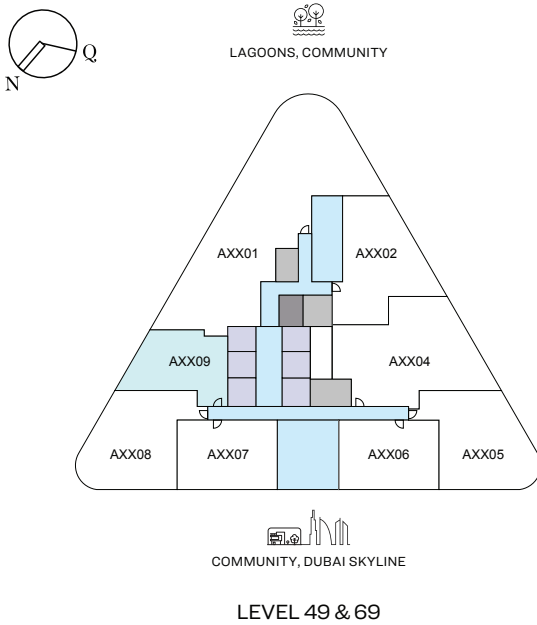 Q
N
LAGOONS, COMMUNITY
AXX01
AXX02
AXX09
AXX04
AXX08
AXX07
AXX06
AXX05
COMMUNITY, DUBAI SKYLINE
LEVEL 49 & 69